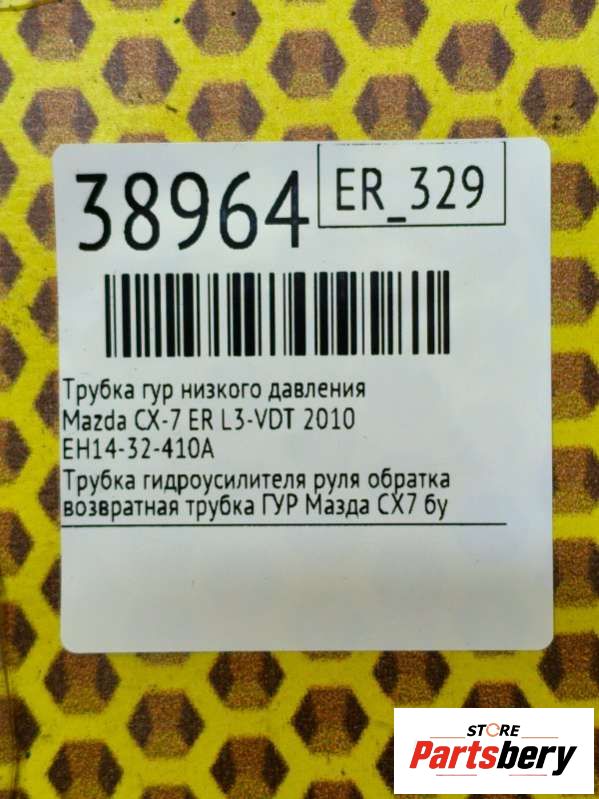 38964
ER_329
Трубка гур низкого давления
Mazda CX-7 ER L3-VDT 2010
EH14-32-410A
Трубка гидроусилителя руля обратка
возвратная трубка ГУР Мазда СХ7 бу
STORE
Partsbery